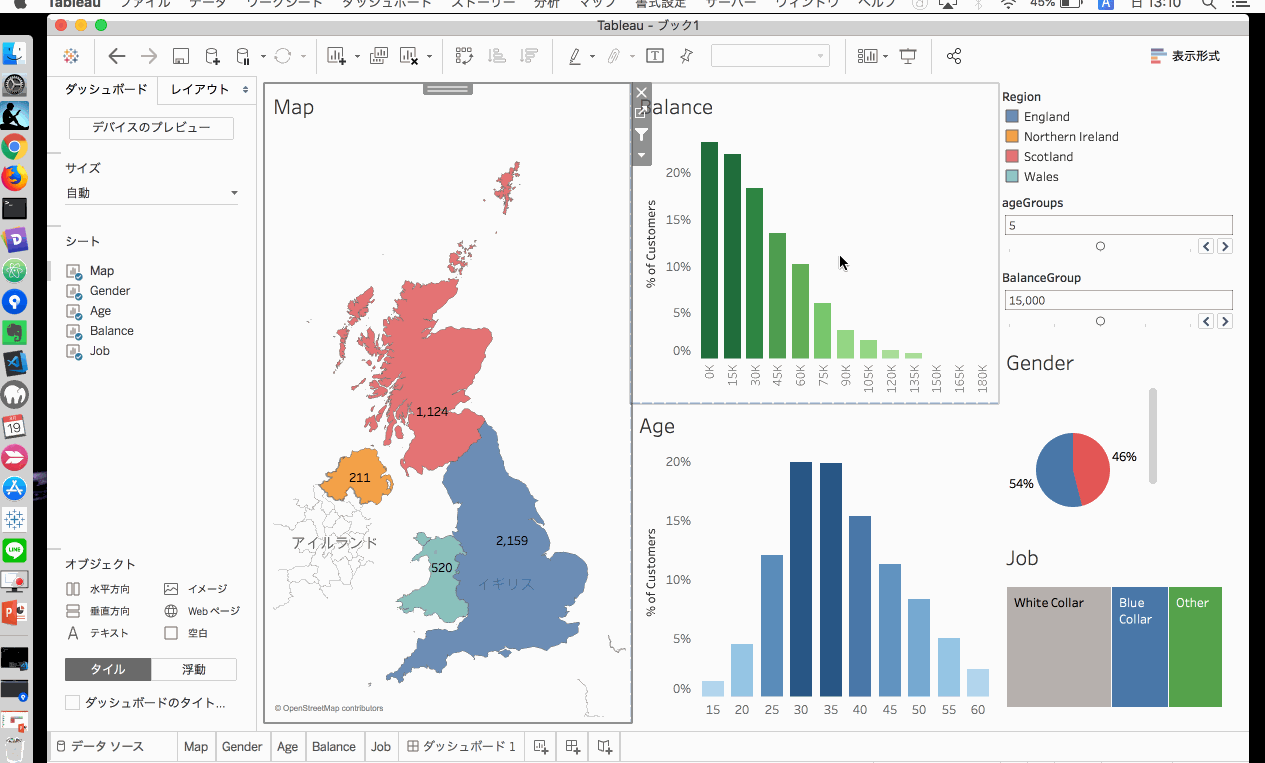 Tableau ファイル データ ワークシート ダッシュボード ストーリー 分析 マップ 書式設定 サーバー ウィンドウ ヘルプ 45% A 日 13:10
Tableau - ブック1
表示形式
ダッシュボード レイアウト
デバイスのプレビュー
サイズ
自動
シート
Map
Gender
Age
Balance
Job
オブジェクト
水平方向 イメージ
垂直方向 Web ページ
A テキスト 空白
タイル 浮動
ダッシュボードのタイト...
Map
1,124
211
2,159
520
アイルランド
イギリス
© OpenStreetMap contributors
Balance
% of Customers
20%
15%
10%
5%
0%
0K 15K 30K 45K 60K 75K 90K 105K 120K 135K 150K 165K 180K
Age
% of Customers
20%
15%
10%
5%
0%
15 20 25 30 35 40 45 50 55 60
Region
England
Northern Ireland
Scotland
Wales
ageGroups
5
BalanceGroup
15,000
Gender
46%
54%
Job
White Collar
Blue Collar
Other
データ ソース Map Gender Age Balance Job ダッシュボード 1
19
LINE